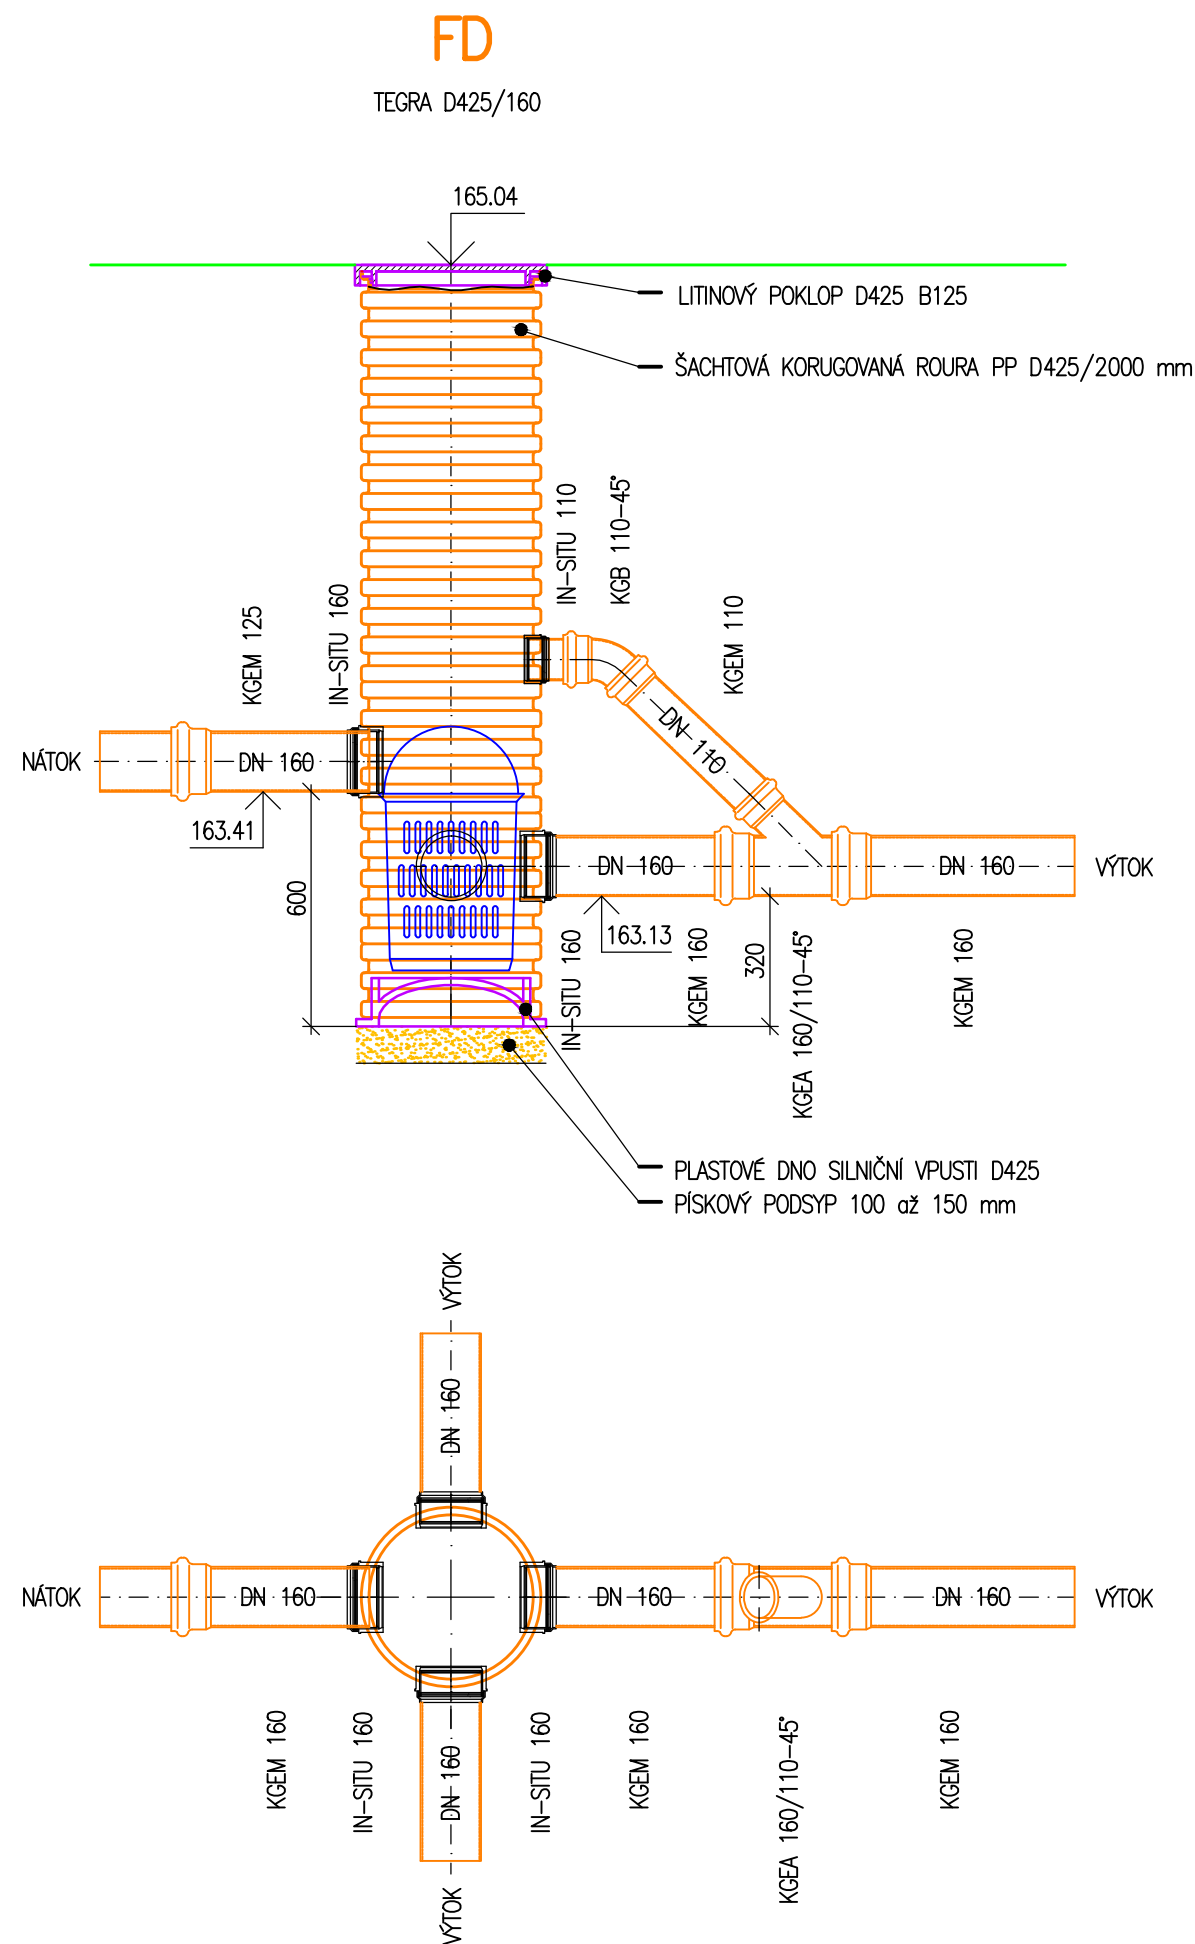 FD
TEGRA D425/160
165.04
LITINOVÝ POKLOP D425 B125
ŠACHTOVÁ KORUGOVANÁ ROURA PP D425/2000 mm
IN-SITU 110
KGB 110-45°
KGEM 125
IN-SITU 160
KGEM 110
DN 110
NÁTOK
DN 160
163.41
600
DN 160
DN 160
VÝTOK
163.13
IN-SITU 160
KGEM 160
320
KGEA 160/110-45°
KGEM 160
PLASTOVÉ DNO SILNIČNÍ VPUSTI D425
PÍSKOVÝ PODSYP 100 až 150 mm
VÝTOK
DN 160
NÁTOK
DN 160
DN 160
DN 160
VÝTOK
KGEM 160
IN-SITU 160
DN 160
IN-SITU 160
KGEM 160
KGEA 160/110-45°
KGEM 160
VÝTOK